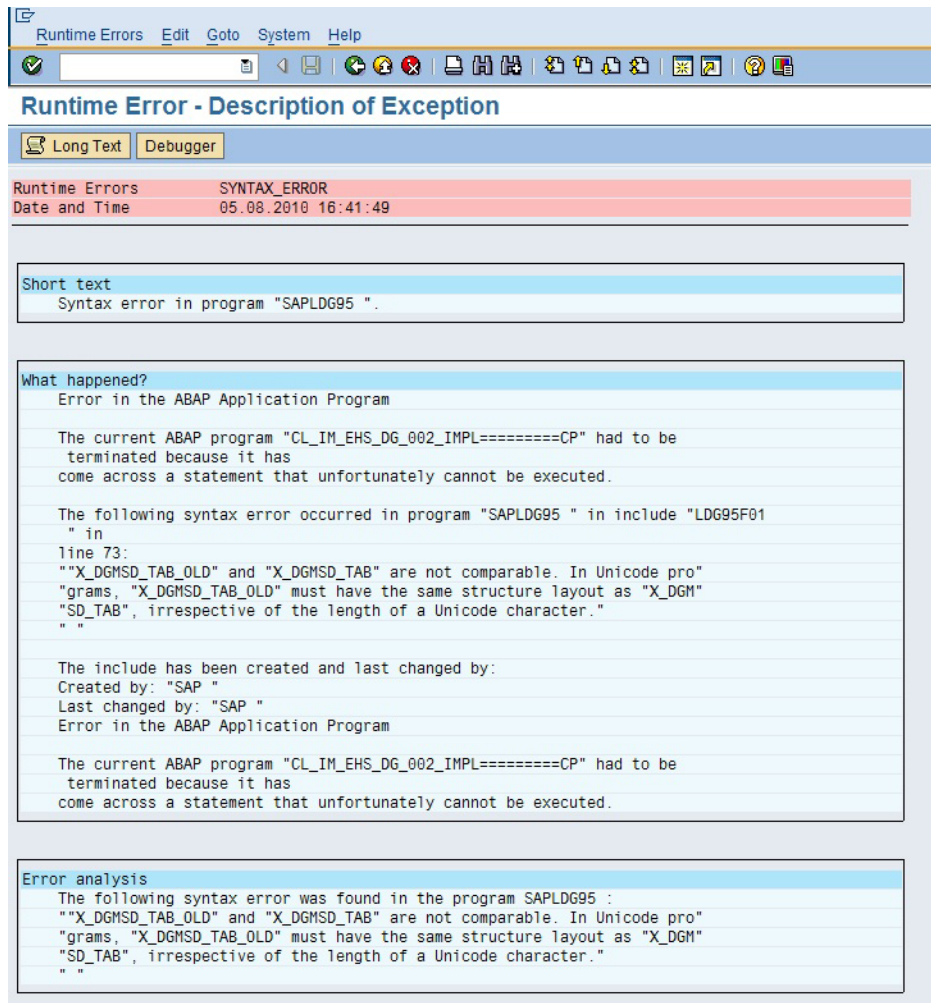 Runtime Errors Edit Goto System Help
Runtime Error - Description of Exception
Long Text Debugger
Runtime Errors SYNTAX_ERROR
Date and Time 05.08.2010 16:41:49
Short text
Syntax error in program "SAPLDG95 ".
What happened?
Error in the ABAP Application Program
The current ABAP program "CL_IM_EHS_DG_002_IMPL=========CP" had to be
terminated because it has
come across a statement that unfortunately cannot be executed.
The following syntax error occurred in program "SAPLDG95 " in include "LDG95F01
" in
line 73:
""X_DGMSD_TAB_OLD" and "X_DGMSD_TAB" are not comparable. In Unicode pro"
"grams, "X_DGMSD_TAB_OLD" must have the same structure layout as "X_DGM"
"SD_TAB", irrespective of the length of a Unicode character."
" "
The include has been created and last changed by:
Created by: "SAP "
Last changed by: "SAP "
Error in the ABAP Application Program
The current ABAP program "CL_IM_EHS_DG_002_IMPL=========CP" had to be
terminated because it has
come across a statement that unfortunately cannot be executed.
Error analysis
The following syntax error was found in the program SAPLDG95 :
""X_DGMSD_TAB_OLD" and "X_DGMSD_TAB" are not comparable. In Unicode pro"
"grams, "X_DGMSD_TAB_OLD" must have the same structure layout as "X_DGM"
"SD_TAB", irrespective of the length of a Unicode character."
" "